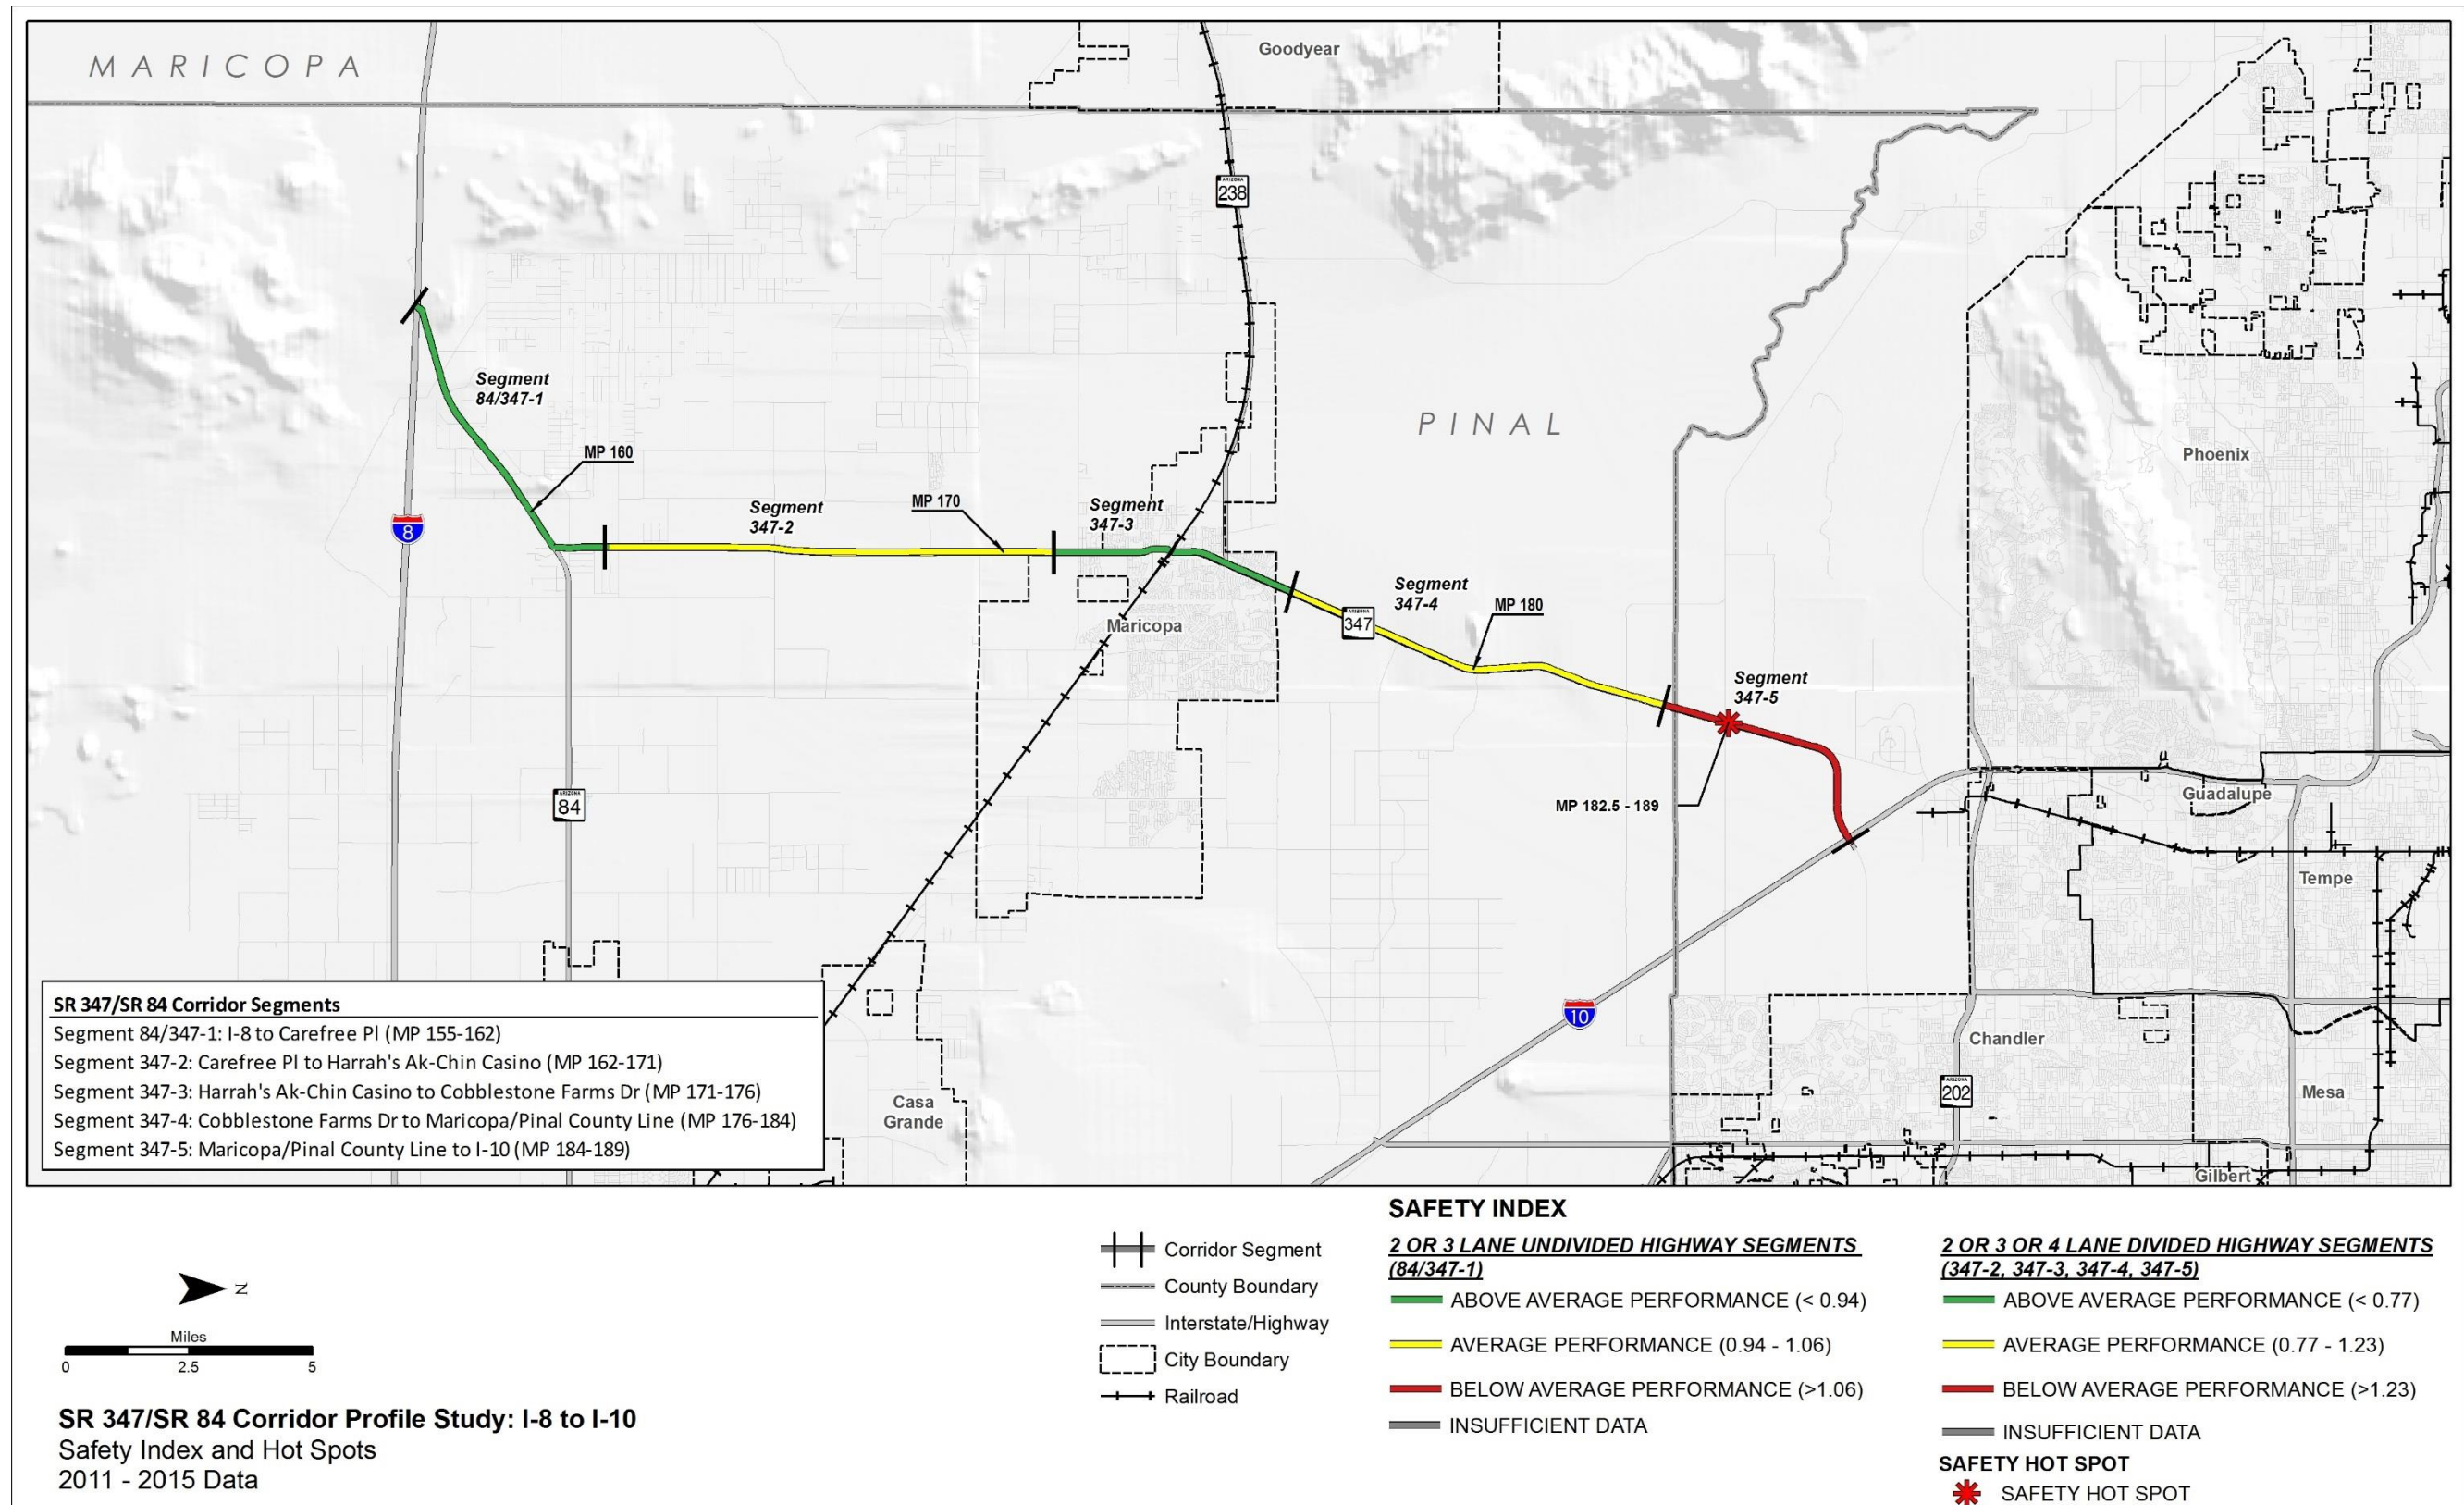 MARICOPA
Goodyear
ARIZONA
238
Segment
84/347-1
MP 160
PINAL
Phoenix
Segment
347-2
MP 170
Segment
347-3
8
Segment
347-4
MP 180
ARIZONA
347
Maricopa
Segment
347-5
ARIZONA
84
MP 182.5 - 189
Guadalupe
Tempe
10
Chandler
ARIZONA
202
Mesa
Casa
Grande
Gilbert
SR 347/SR 84 Corridor Segments
Segment 84/347-1: I-8 to Carefree Pl (MP 155-162)
Segment 347-2: Carefree Pl to Harrah's Ak-Chin Casino (MP 162-171)
Segment 347-3: Harrah's Ak-Chin Casino to Cobblestone Farms Dr (MP 171-176)
Segment 347-4: Cobblestone Farms Dr to Maricopa/Pinal County Line (MP 176-184)
Segment 347-5: Maricopa/Pinal County Line to I-10 (MP 184-189)
N
Miles
0 2.5 5
SR 347/SR 84 Corridor Profile Study: I-8 to I-10
Safety Index and Hot Spots
2011 - 2015 Data
Corridor Segment
County Boundary
Interstate/Highway
City Boundary
Railroad
SAFETY INDEX
2 OR 3 LANE UNDIVIDED HIGHWAY SEGMENTS
(84/347-1)
ABOVE AVERAGE PERFORMANCE (< 0.94)
AVERAGE PERFORMANCE (0.94 - 1.06)
BELOW AVERAGE PERFORMANCE (>1.06)
INSUFFICIENT DATA
2 OR 3 OR 4 LANE DIVIDED HIGHWAY SEGMENTS
(347-2, 347-3, 347-4, 347-5)
ABOVE AVERAGE PERFORMANCE (< 0.77)
AVERAGE PERFORMANCE (0.77 - 1.23)
BELOW AVERAGE PERFORMANCE (>1.23)
INSUFFICIENT DATA
SAFETY HOT SPOT
SAFETY HOT SPOT